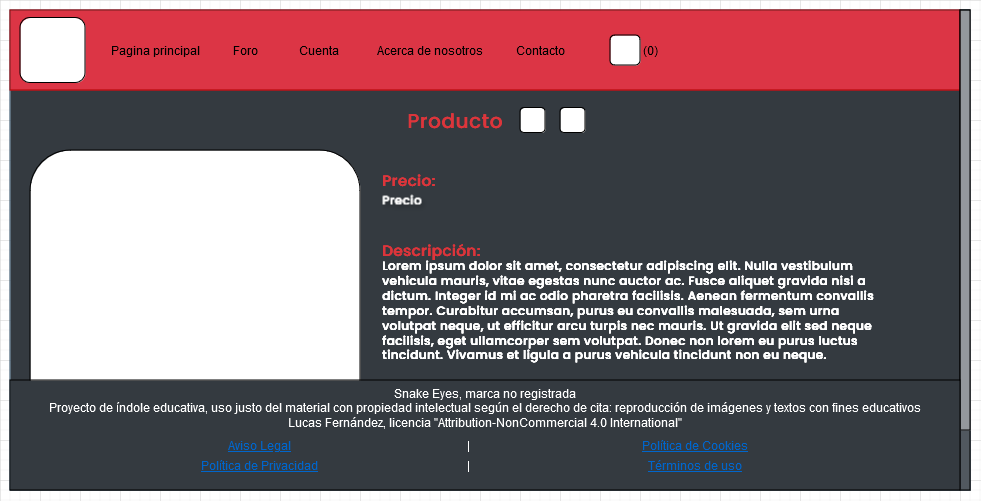 Pagina principal Foro Cuenta Acerca de nosotros Contacto (0)
Producto
Precio:
Precio
Descripción:
Lorem ipsum dolor sit amet, consectetur adipiscing elit. Nulla vestibulum
vehicula mauris, vitae egestas nunc auctor ac. Fusce aliquet gravida nisi a
dictum. Integer id mi ac odio pharetra facilisis. Aenean fermentum convallis
tempor. Curabitur accumsan, purus eu convallis malesuada, sem urna
volutpat neque, ut efficitur arcu turpis nec mauris. Ut gravida elit sed neque
facilisis, eget ullamcorper sem volutpat. Donec non lorem eu purus luctus
tincidunt. Vivamus et ligula a purus vehicula tincidunt non eu neque.
Snake Eyes, marca no registrada
Proyecto de índole educativa, uso justo del material con propiedad intelectual según el derecho de cita: reproducción de imágenes y textos con fines educativos
Lucas Fernández, licencia "Attribution-NonCommercial 4.0 International"
Aviso Legal | Política de Cookies
Política de Privacidad | Términos de uso